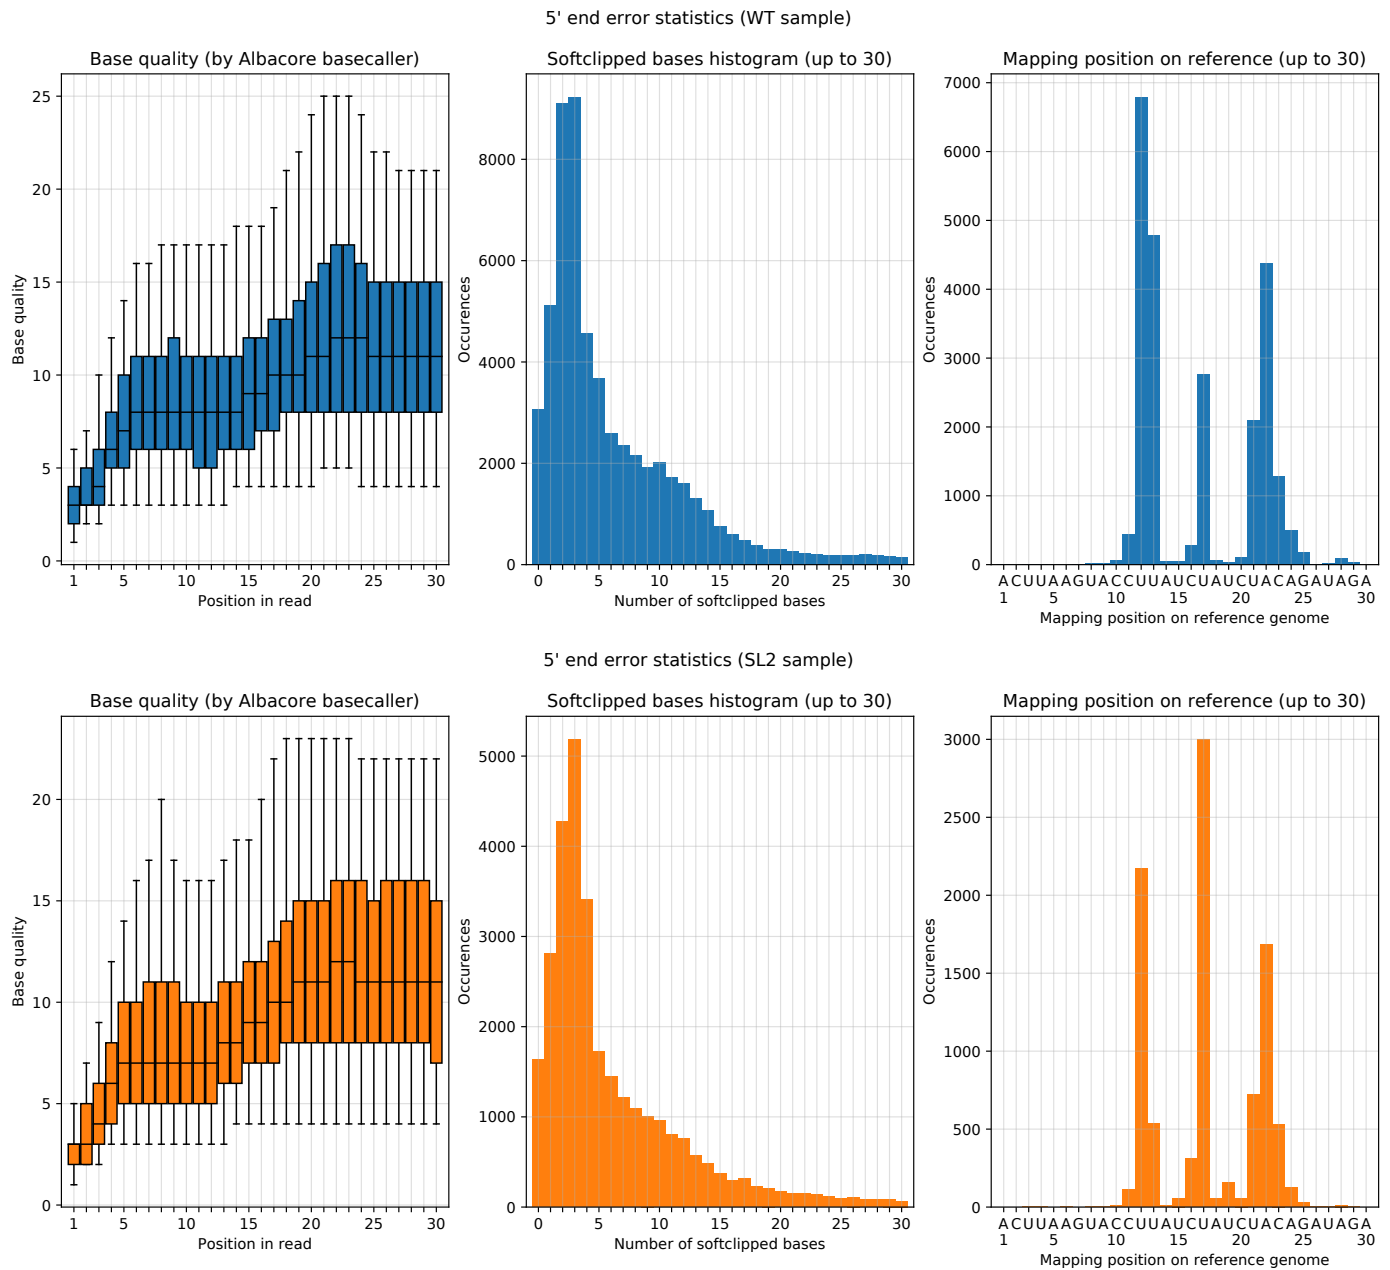 5' end error statistics (WT sample)
Base quality (by Albacore basecaller)
Base quality
25
20
15
10
5
0
1 5 10 15 20 25 30
Position in read
Softclipped bases histogram (up to 30)
Occurences
8000
6000
4000
2000
0
0 5 10 15 20 25 30
Number of softclipped bases
Mapping position on reference (up to 30)
Occurences
7000
6000
5000
4000
3000
2000
1000
0
A C U U A A G U A C C U U A U C U A U C U A C A G A U A G A
1 5 10 15 20 25 30
Mapping position on reference genome
5' end error statistics (SL2 sample)
Base quality (by Albacore basecaller)
Base quality
20
15
10
5
0
1 5 10 15 20 25 30
Position in read
Softclipped bases histogram (up to 30)
Occurences
5000
4000
3000
2000
1000
0
0 5 10 15 20 25 30
Number of softclipped bases
Mapping position on reference (up to 30)
Occurences
3000
2500
2000
1500
1000
500
0
A C U U A A G U A C C U U A U C U A U C U A C A G A U A G A
1 5 10 15 20 25 30
Mapping position on reference genome